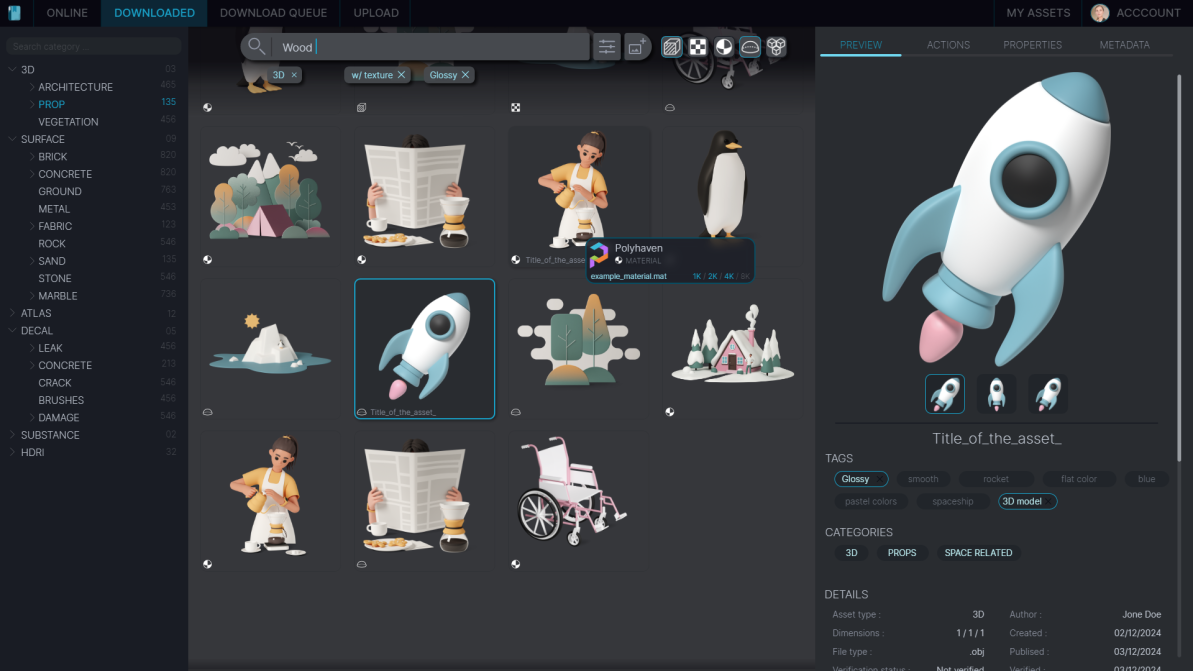 ONLINE
DOWNLOADED
DOWNLOAD QUEUE
UPLOAD
MY ASSETS
ACCCOUNT
Search category...
3D 03
ARCHITECTURE 465
PROP 135
VEGETATION 456
SURFACE 09
BRICK 820
CONCRETE 820
GROUND 763
METAL 453
FABRIC 123
ROCK 546
SAND 135
STONE 546
MARBLE 736
ATLAS 12
DECAL 05
LEAK 456
CONCRETE 213
CRACK 546
BRUSHES 456
DAMAGE 546
SUBSTANCE 02
HDRI 32
Wood
3D ×
w/ texture ×
Glossy ×
Title_of_the_asse
Polyhaven
MATERIAL
example_material.mat 1K / 2K / 4K / 8K
Title_of_the_asset_
PREVIEW
ACTIONS
PROPERTIES
METADATA
Title_of_the_asset_
TAGS
Glossy smooth rocket flat color blue
pastel colors spaceship 3D model
CATEGORIES
3D PROPS SPACE RELATED
DETAILS
Asset type : 3D Author : Jone Doe
Dimensions : 1 / 1 / 1 Created : 02/12/2024
File type : .obj Publised : 03/12/2024
Verification status : Not verified Verified : 03/12/2024